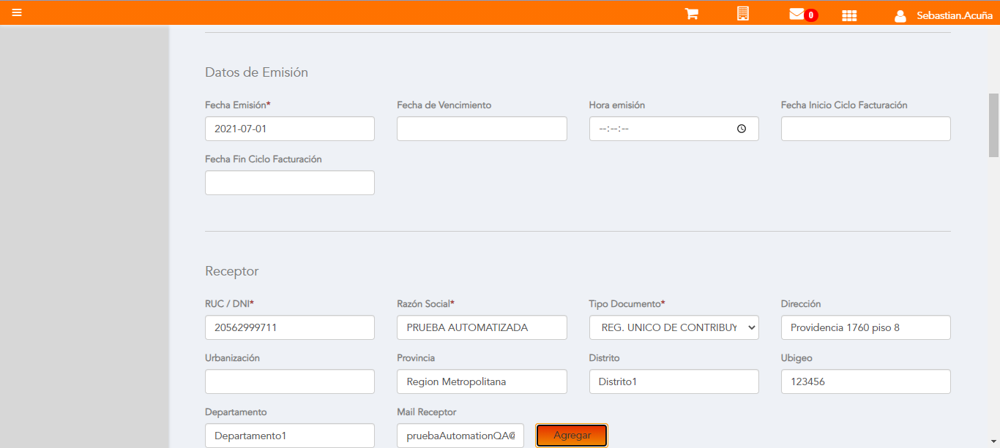 0
Sebastian.Acuña
Datos de Emisión
Fecha Emisión* Fecha de Vencimiento Hora emisión Fecha Inicio Ciclo Facturación
2021-07-01 --:--:--
Fecha Fin Ciclo Facturación
Receptor
RUC / DNI* Razón Social* Tipo Documento* Dirección
20562999711 PRUEBA AUTOMATIZADA REG. UNICO DE CONTRIBUY Providencia 1760 piso 8
Urbanización Provincia Distrito Ubigeo
Region Metropolitana Distrito1 123456
Departamento Mail Receptor
Departamento1 pruebaAutomationQA@ Agregar